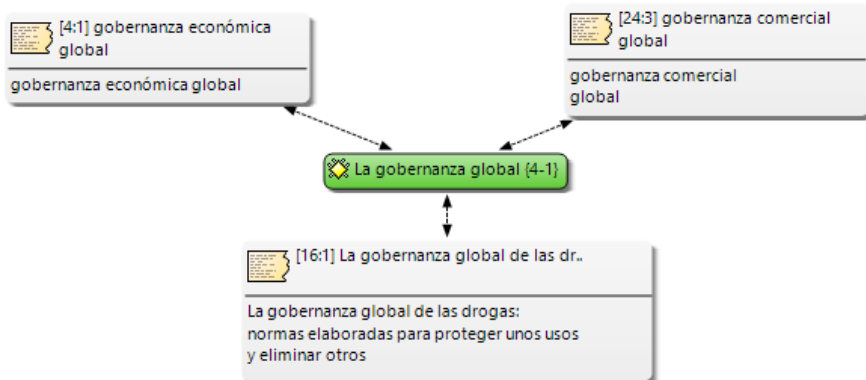 [4:1] gobernanza económica
global
gobernanza económica global
[24:3] gobernanza comercial
global
gobernanza comercial
global
La gobernanza global {4-1}
[16:1] La gobernanza global de las dr..
La gobernanza global de las drogas:
normas elaboradas para proteger unos usos
y eliminar otros